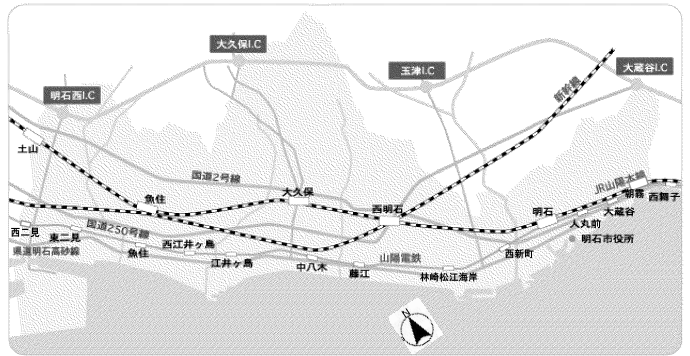 大久保I.C
玉津I.C
大蔵谷I.C
明石西I.C
新幹線
土山
国道2号線
JR山陽本線
魚住
大久保
西明石
明石
朝霧
西舞子
大蔵谷
人丸前
明石市役所
西二見
東二見
国道250号線
県道明石高砂線
魚住
西江井ヶ島
江井ヶ島
中八木
藤江
山陽電鉄
林崎松江海岸
西新町
N